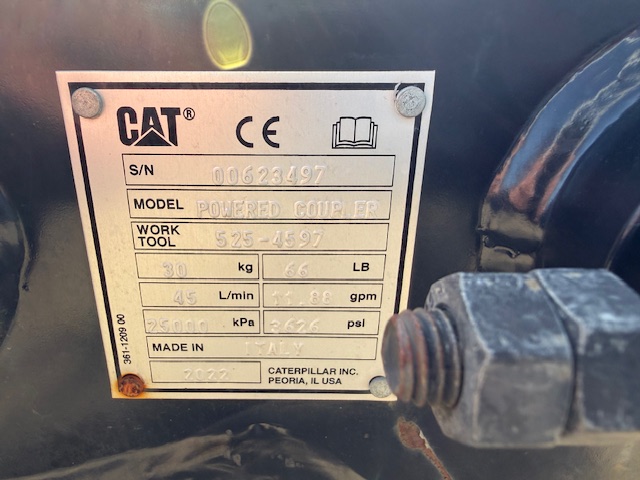 CAT®
CE
S/N 00623497
MODEL POWERED COUPLER
WORK TOOL 525-4597
30 kg 66 LB
45 L/min 11.88 gpm
25000 kPa 3626 psi
MADE IN ITALY
2022 CATERPILLAR INC.
PEORIA, IL USA
361-1209 00